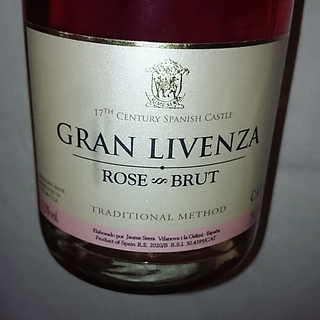 17TH CENTURY SPANISH CASTLE
GRAN LIVENZA
ROSE BRUT
TRADITIONAL METHOD
Elaborado por Jaume Serra Vilanova i la Geltrú - España
Product of Spain. R.E. 2020/B R.S.I. 30.4395/CAT